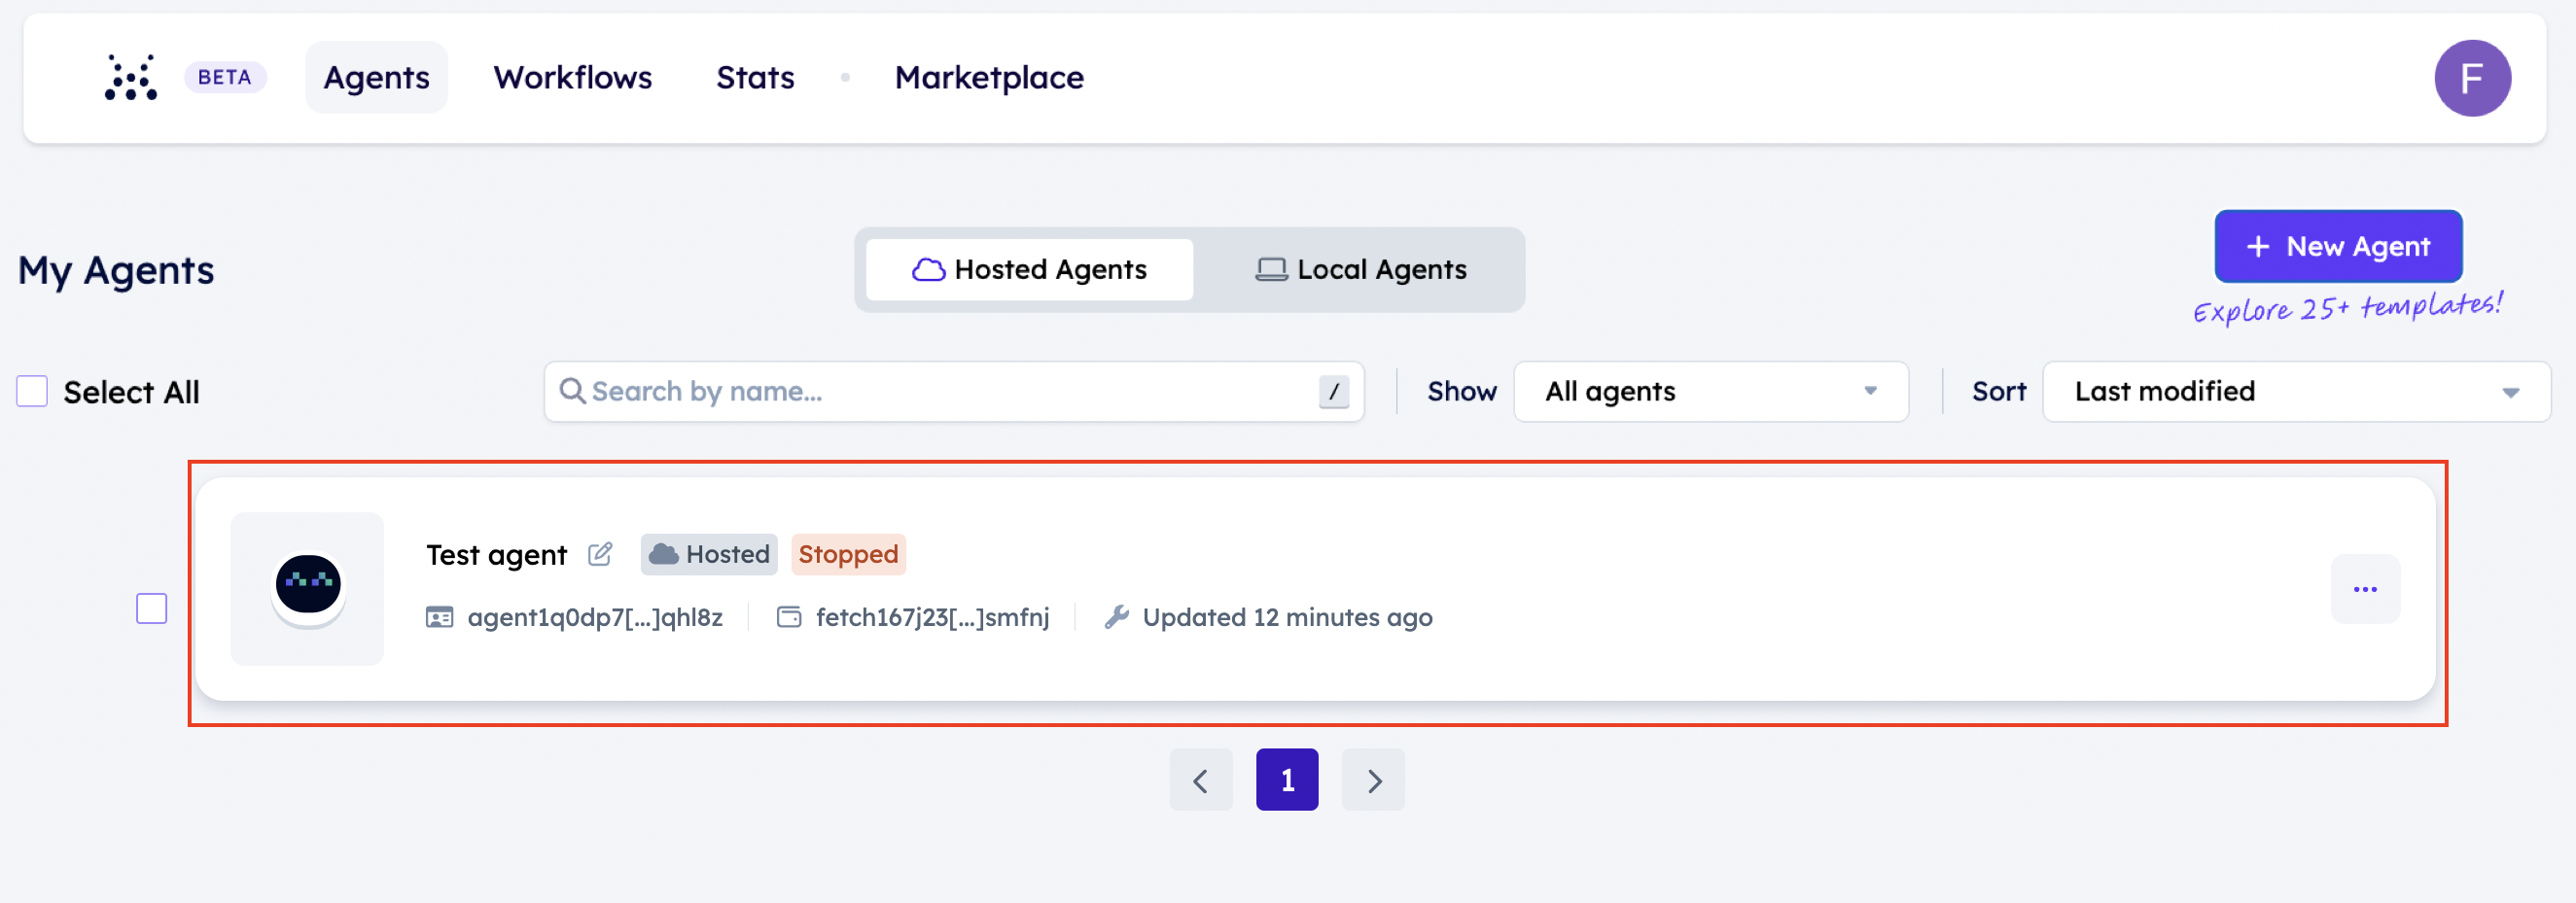 BETA Agents Workflows Stats Marketplace F
My Agents Hosted Agents Local Agents + New Agent
Explore 25+ templates!
Select All Search by name... / Show All agents Sort Last modified
Test agent Hosted Stopped
agent1q0dp7[...]qhl8z fetch167j23[...]smfnj Updated 12 minutes ago
1